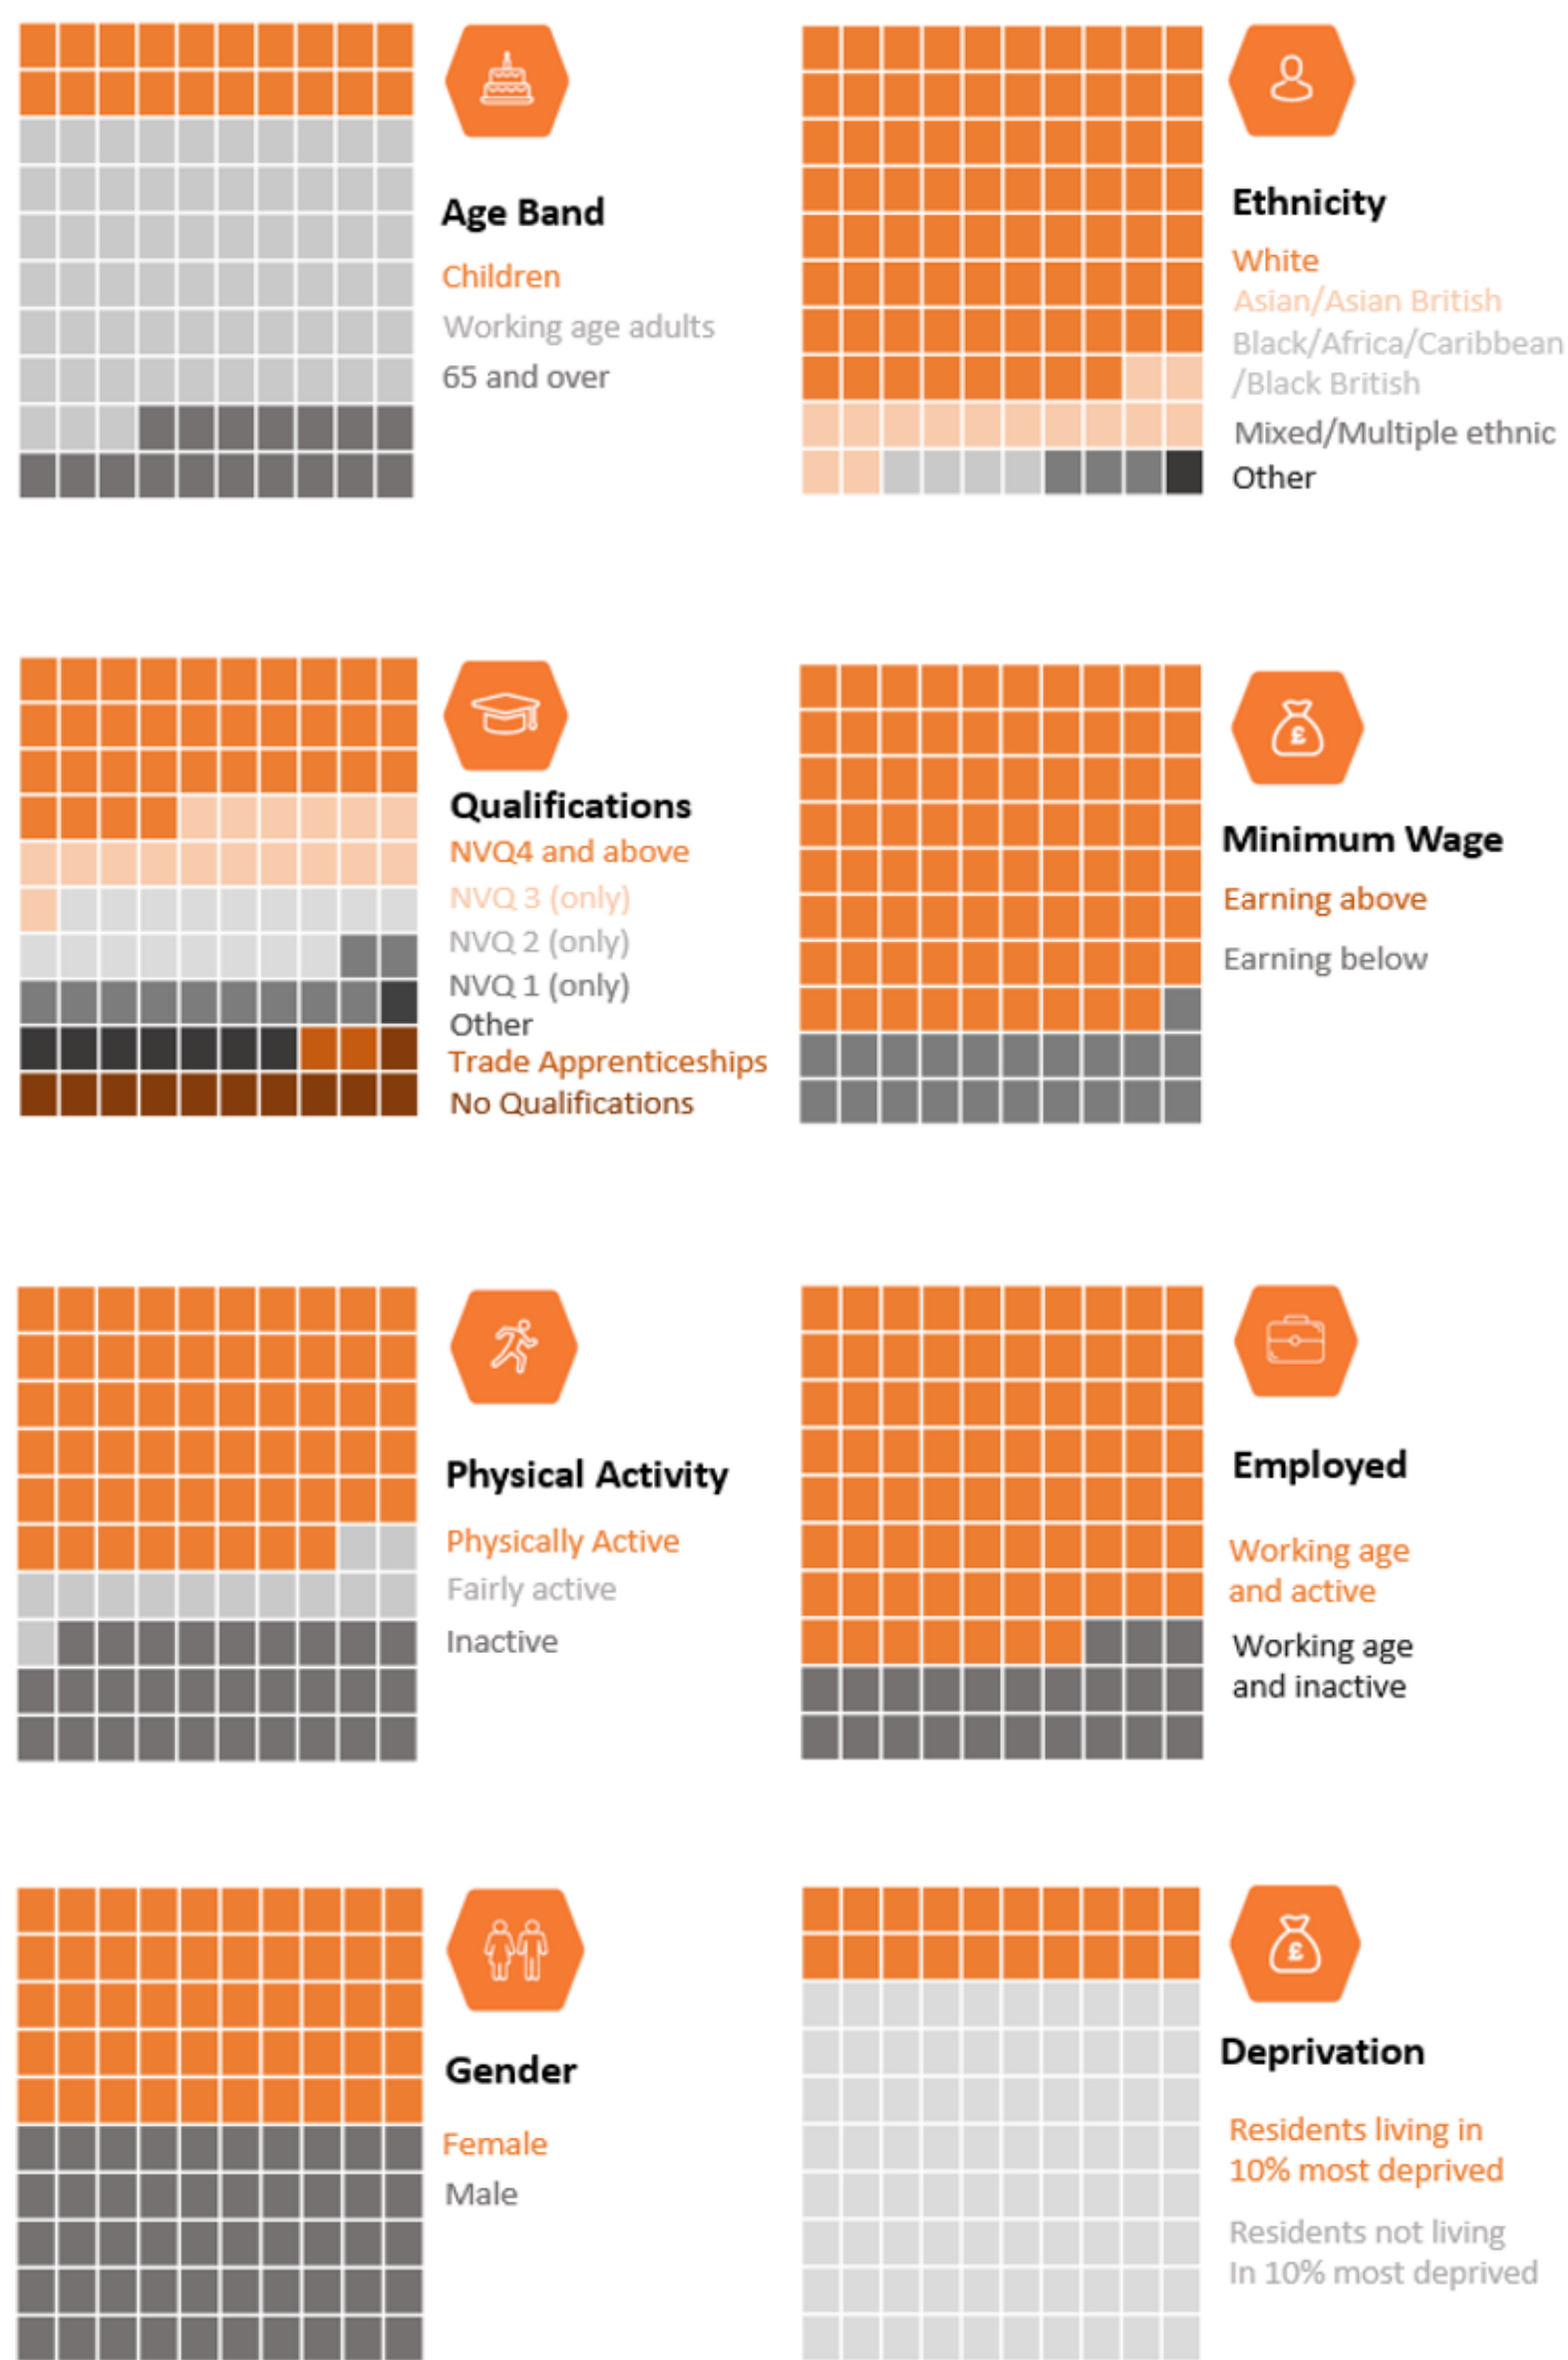 Age Band
Children
Working age adults
65 and over
Ethnicity
White
Asian/Asian British
Black/Africa/Caribbean
/Black British
Mixed/Multiple ethnic
Other
Qualifications
NVQ4 and above
NVQ 3 (only)
NVQ 2 (only)
NVQ 1 (only)
Other
Trade Apprenticeships
No Qualifications
£
Minimum Wage
Earning above
Earning below
Physical Activity
Physically Active
Fairly active
Inactive
Employed
Working age
and active
Working age
and inactive
Gender
Female
Male
£
Deprivation
Residents living in
10% most deprived
Residents not living
In 10% most deprived